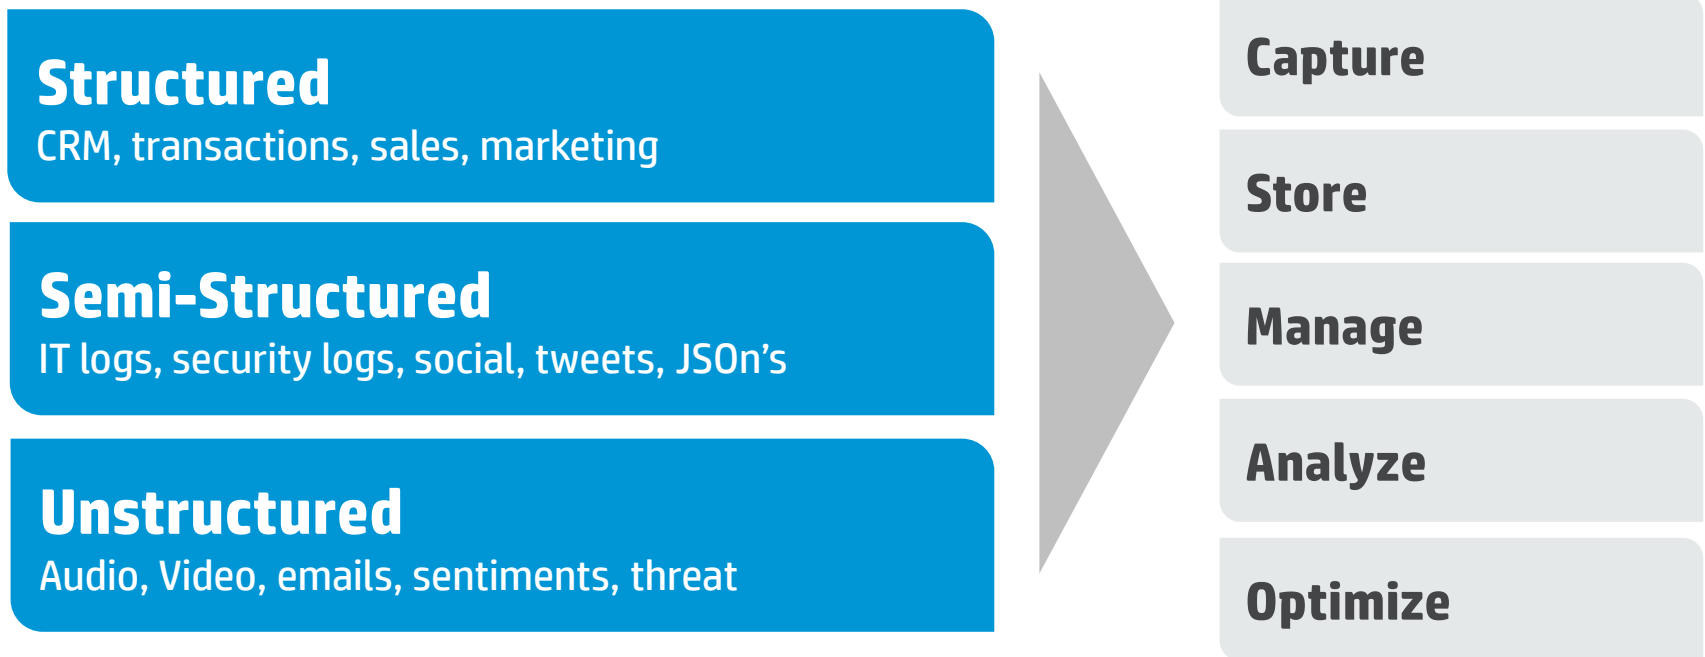 Structured
CRM, transactions, sales, marketing
Semi-Structured
IT logs, security logs, social, tweets, JSOn’s
Unstructured
Audio, Video, emails, sentiments, threat
Capture
Store
Manage
Analyze
Optimize